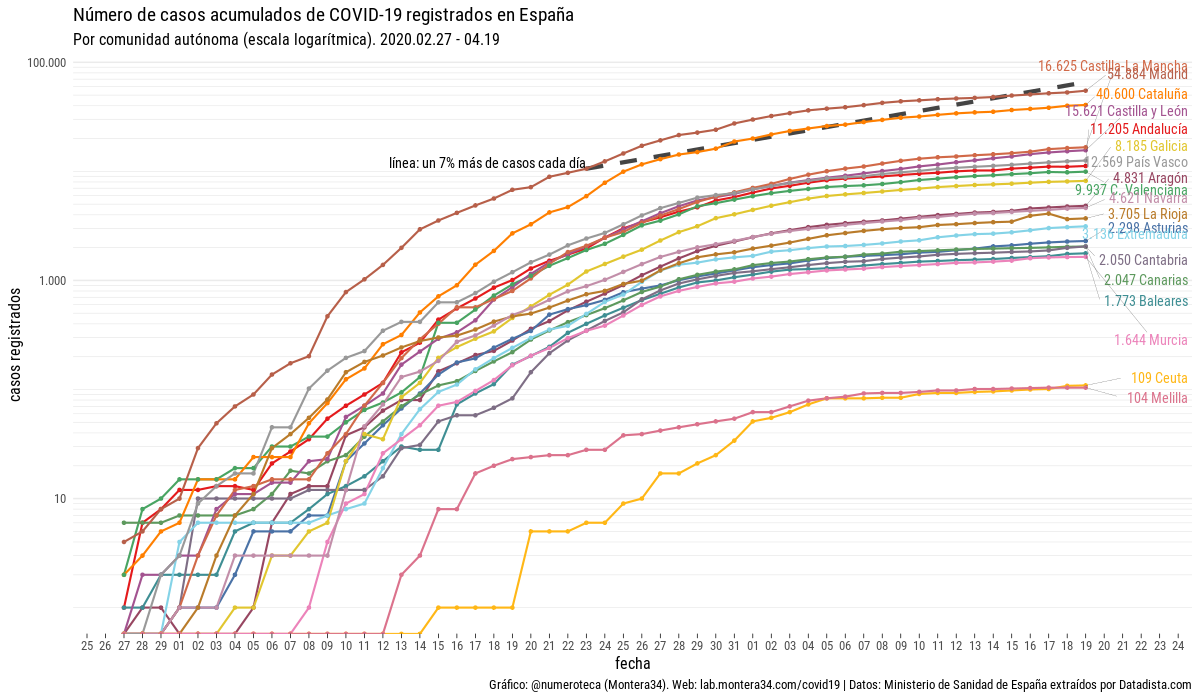 Número de casos acumulados de COVID-19 registrados en España
Por comunidad autónoma (escala logarítmica). 2020.02.27 - 04.19
100.000
1.000
10
casos registrados
línea: un 7% más de casos cada día
16.625 Castilla-La Mancha
54.884 Madrid
40.600 Cataluña
15.621 Castilla y León
11.205 Andalucía
8.185 Galicia
2.569 País Vasco
4.831 Aragón
9.937 C. Valenciana
4.621 Navarra
3.705 La Rioja
2.298 Asturias
3.136 Extremadura
2.050 Cantabria
2.047 Canarias
1.773 Baleares
1.644 Murcia
109 Ceuta
104 Melilla
25 26 27 28 29 01 02 03 04 05 06 07 08 09 10 11 12 13 14 15 16 17 18 19 20 21 22 23 24 25 26 27 28 29 30 31 01 02 03 04 05 06 07 08 09 10 11 12 13 14 15 16 17 18 19 20 21 22 23 24
fecha
Gráfico: @numeroteca (Montera34). Web: lab.montera34.com/covid19 | Datos: Ministerio de Sanidad de España extraídos por Datadista.com